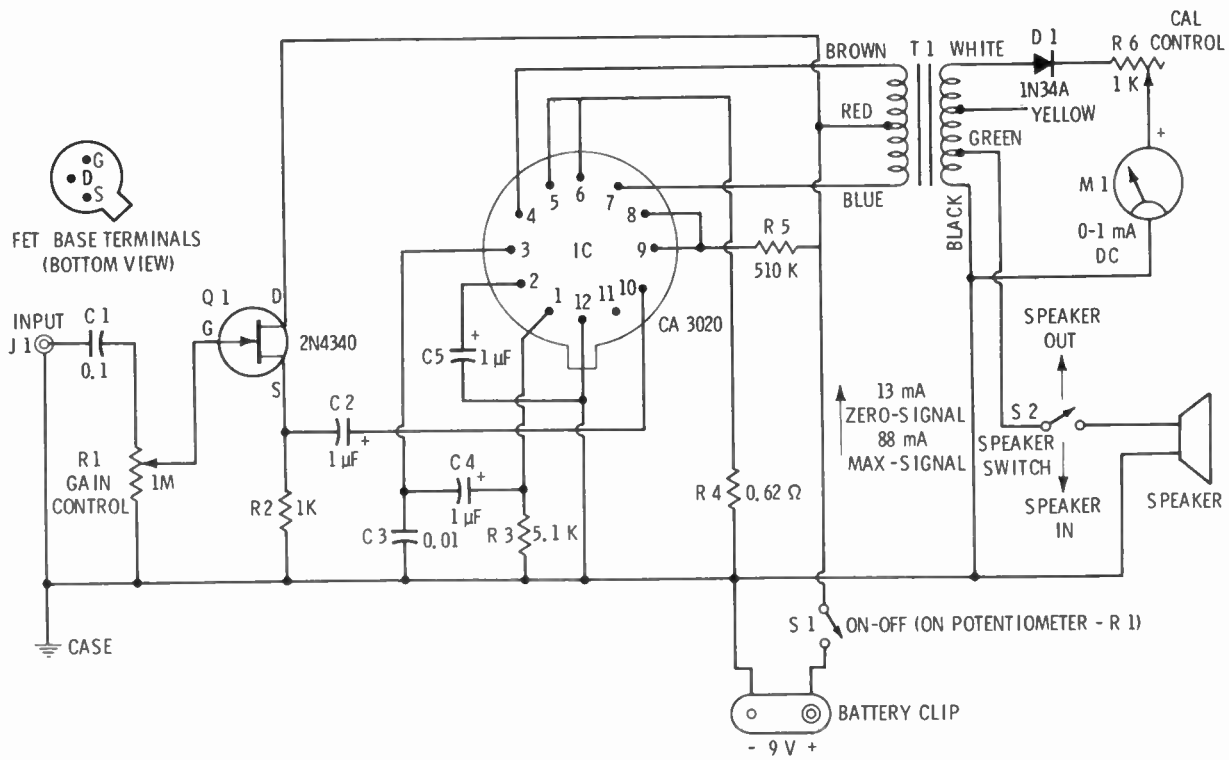 BROWN
T 1
WHITE
D 1
R 6
CAL
CONTROL
1 K
1N34A
YELLOW
RED
GREEN
BLUE
BLACK
M 1
+
0-1 mA
DC
G
D
S
FET BASE TERMINALS
(BOTTOM VIEW)
4
5
6
7
8
3
IC
9
2
1
12
11
10
CA 3020
R 5
510 K
INPUT
J 1
C 1
0.1
Q 1
D
G
S
2N4340
C5
+
1 µF
C 2
+
1 µF
R1
GAIN
CONTROL
1M
R2
1K
C 4
+
1 µF
C 3
0.01
R 3
5.1 K
R 4
0.62 Ω
13 mA
ZERO-SIGNAL
88 mA
MAX-SIGNAL
SPEAKER
OUT
S 2
SPEAKER
SWITCH
SPEAKER
IN
SPEAKER
CASE
S 1
ON-OFF (ON POTENTIOMETER - R 1)
BATTERY CLIP
- 9 V +